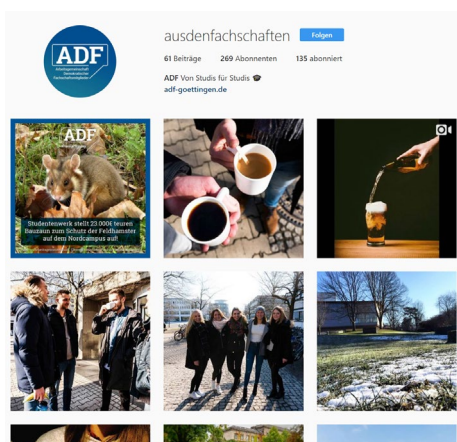 ADF
Arbeitsgemeinschaft
Demokratischer
Fachschaftsmitglieder
ausdenfachschaften Folgen
61 Beiträge 269 Abonnenten 135 abonniert
ADF Von Studis für Studis 🎓
adf-goettingen.de
ADF
Studentenwerk stellt 23.000€ teuren
Bauzaun zum Schutz der Feldhamster
auf dem Nordcampus auf!